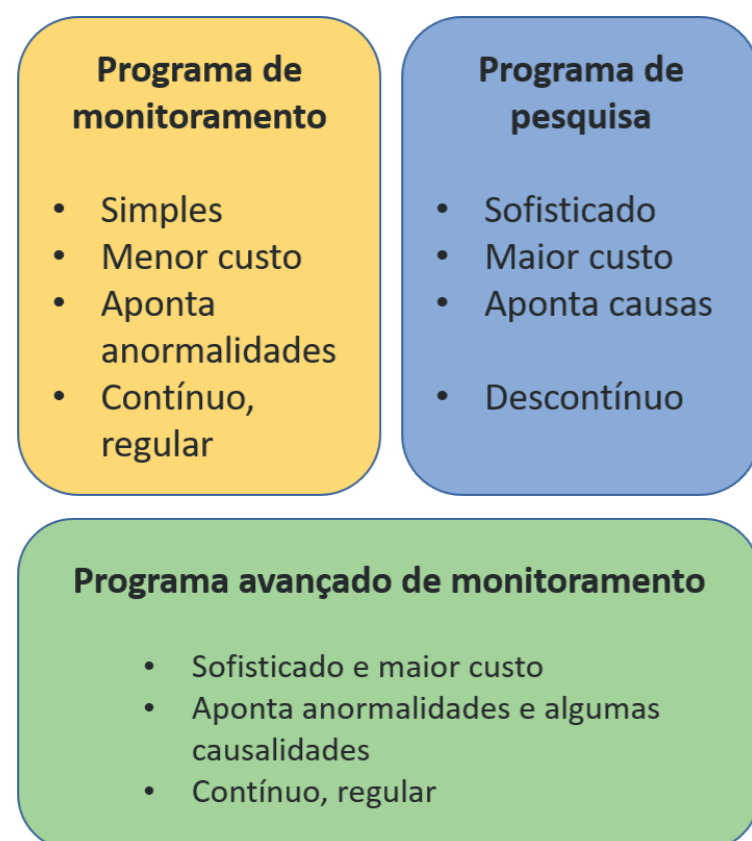 Programa de
monitoramento
• Simples
• Menor custo
• Aponta
anormalidades
• Contínuo,
regular
Programa de
pesquisa
• Sofisticado
• Maior custo
• Aponta causas
• Descontínuo
Programa avançado de monitoramento
• Sofisticado e maior custo
• Aponta anormalidades e algumas
causalidades
• Contínuo, regular